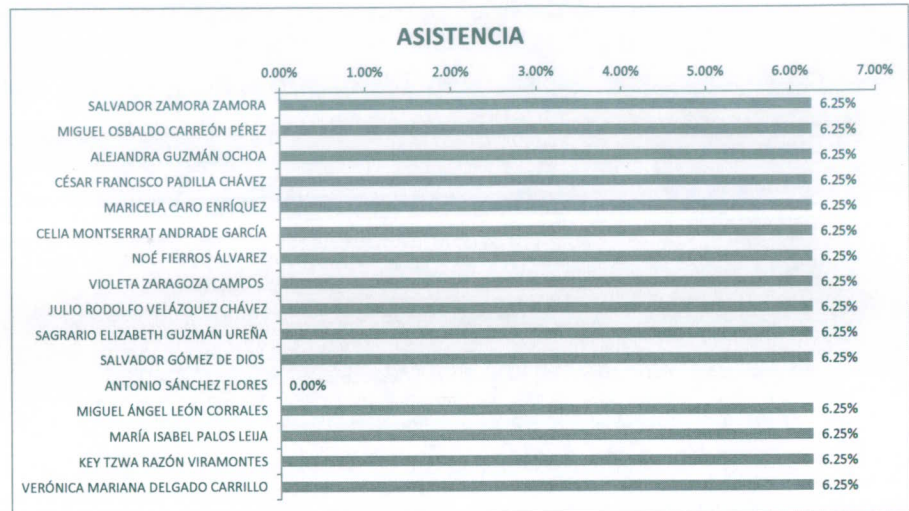 ASISTENCIA
0.00% 1.00% 2.00% 3.00% 4.00% 5.00% 6.00% 7.00%
SALVADOR ZAMORA ZAMORA 6.25%
MIGUEL OSBALDO CARREÓN PÉREZ 6.25%
ALEJANDRA GUZMÁN OCHOA 6.25%
CÉSAR FRANCISCO PADILLA CHÁVEZ 6.25%
MARICELA CARO ENRÍQUEZ 6.25%
CELIA MONTSERRAT ANDRADE GARCÍA 6.25%
NOÉ FIERROS ÁLVAREZ 6.25%
VIOLETA ZARAGOZA CAMPOS 6.25%
JULIO RODOLFO VELÁZQUEZ CHÁVEZ 6.25%
SAGRARIO ELIZABETH GUZMÁN UREÑA 6.25%
SALVADOR GÓMEZ DE DIOS 6.25%
ANTONIO SÁNCHEZ FLORES 0.00%
MIGUEL ÁNGEL LEÓN CORRALES 6.25%
MARÍA ISABEL PALOS LEIJA 6.25%
KEY TZWA RAZÓN VIRAMONTES 6.25%
VERÓNICA MARIANA DELGADO CARRILLO 6.25%